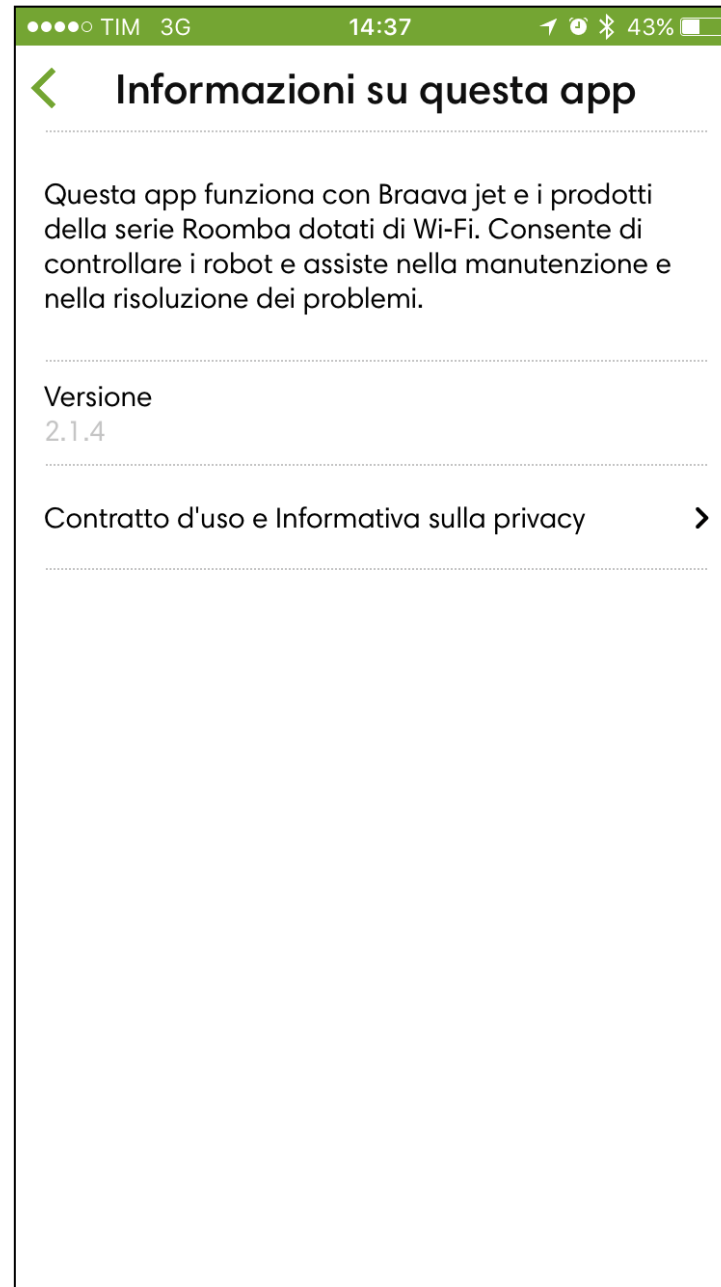 TIM 3G 14:37 43%
Informazioni su questa app
Questa app funziona con Braava jet e i prodotti
della serie Roomba dotati di Wi-Fi. Consente di
controllare i robot e assiste nella manutenzione e
nella risoluzione dei problemi.
Versione
2.1.4
Contratto d'uso e Informativa sulla privacy